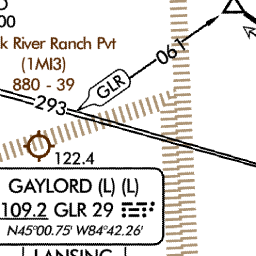 00
k River Ranch Pvt
(1MI3)
880 - 39
061
GLR
293
122.4
GAYLORD (L) (L)
109.2 GLR 29
N45°00.75' W84°42.26'
LANSING